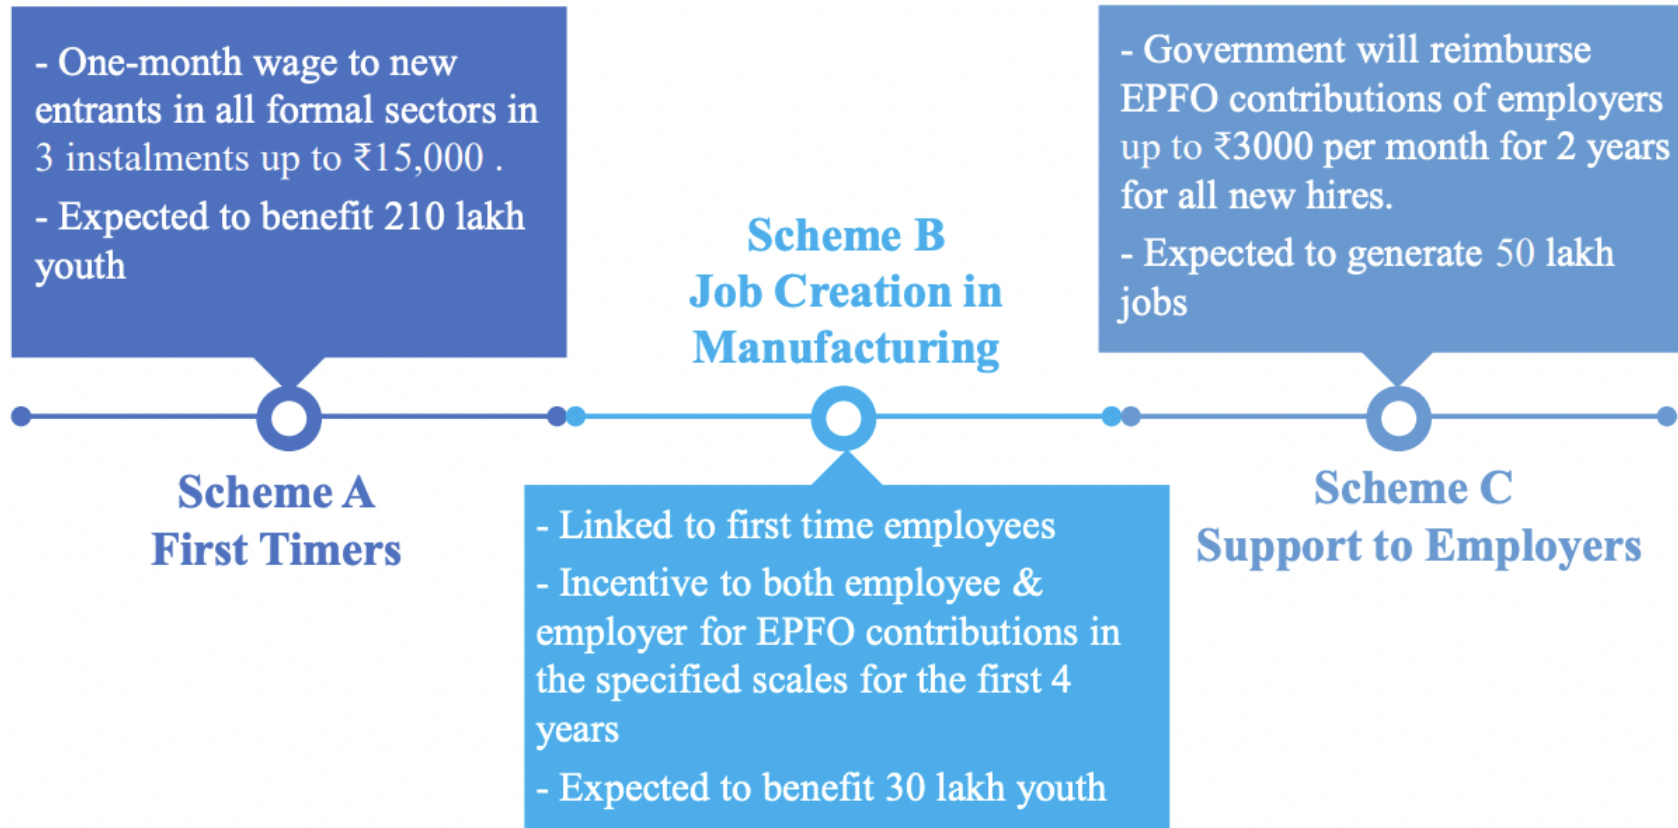 - One-month wage to new
entrants in all formal sectors in
3 instalments up to ₹15,000 .
- Expected to benefit 210 lakh
youth
Scheme A
First Timers
Scheme B
Job Creation in
Manufacturing
- Linked to first time employees
- Incentive to both employee &
employer for EPFO contributions in
the specified scales for the first 4
years
- Expected to benefit 30 lakh youth
- Government will reimburse
EPFO contributions of employers
up to ₹3000 per month for 2 years
for all new hires.
- Expected to generate 50 lakh
jobs
Scheme C
Support to Employers